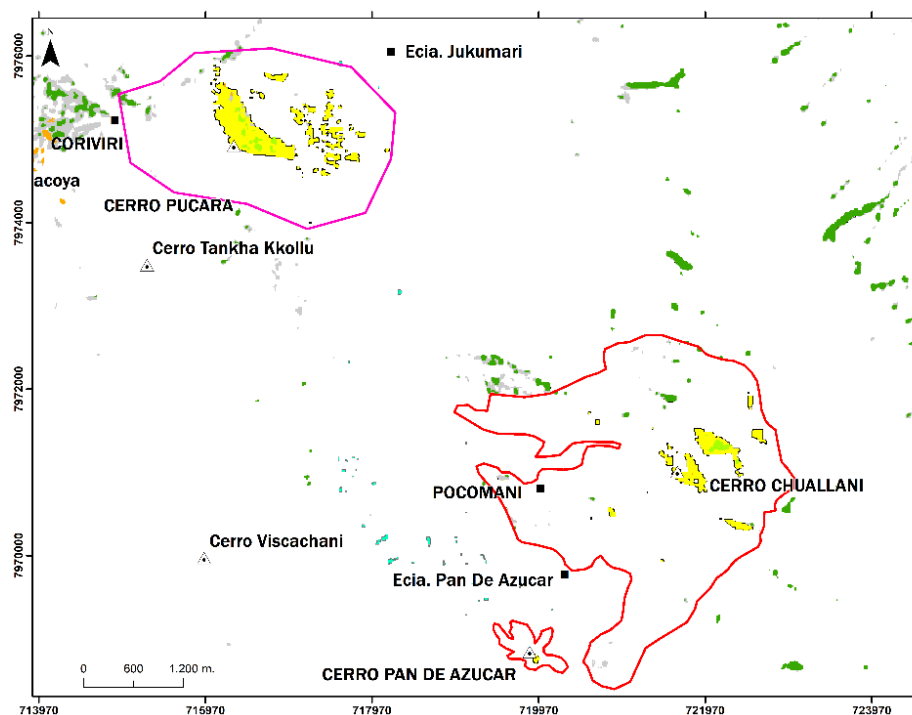 7976000
Ecia. Jukumari
CORIVIRI
acoya
CERRO PUCARA
7974000
Cerro Tankha Kkollu
7972000
POCOMANI
CERRO CHUALLANI
Cerro Viscachani
7970000
Ecia. Pan De Azucar
CERRO PAN DE AZUCAR
0 600 1.200 m.
713970 715970 717970 719970 721970 723970